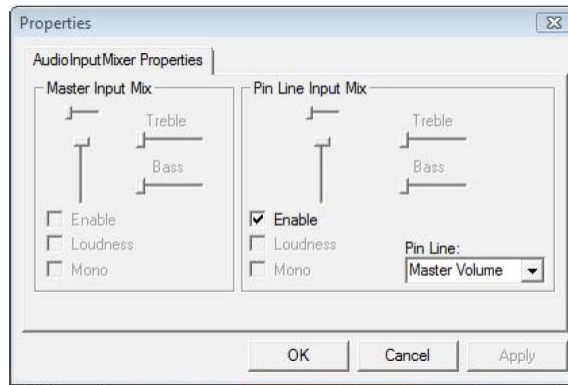 Properties
AudioInputMixer Properties
Master Input Mix
Treble
Bass
Enable
Loudness
Mono
Pin Line Input Mix
Treble
Bass
Enable
Loudness
Mono
Pin Line:
Master Volume
OK
Cancel
Apply